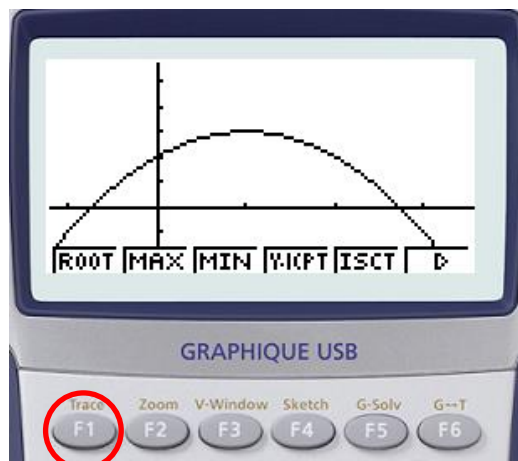 ROOT MAX MIN Y-ICPT ISCT ▷
GRAPHIQUE USB
Trace Zoom V-Window Sketch G-Solv G↔T
F1 F2 F3 F4 F5 F6